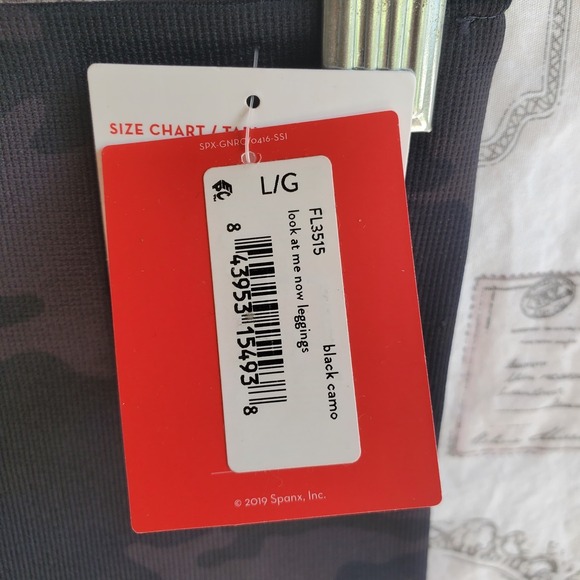 SIZE CHART / TA
SPX-GNRC/0416-SS1
L/G
FL3515
look at me now leggings
black camo
8 43953 15493 8
© 2019 Spanx, Inc.